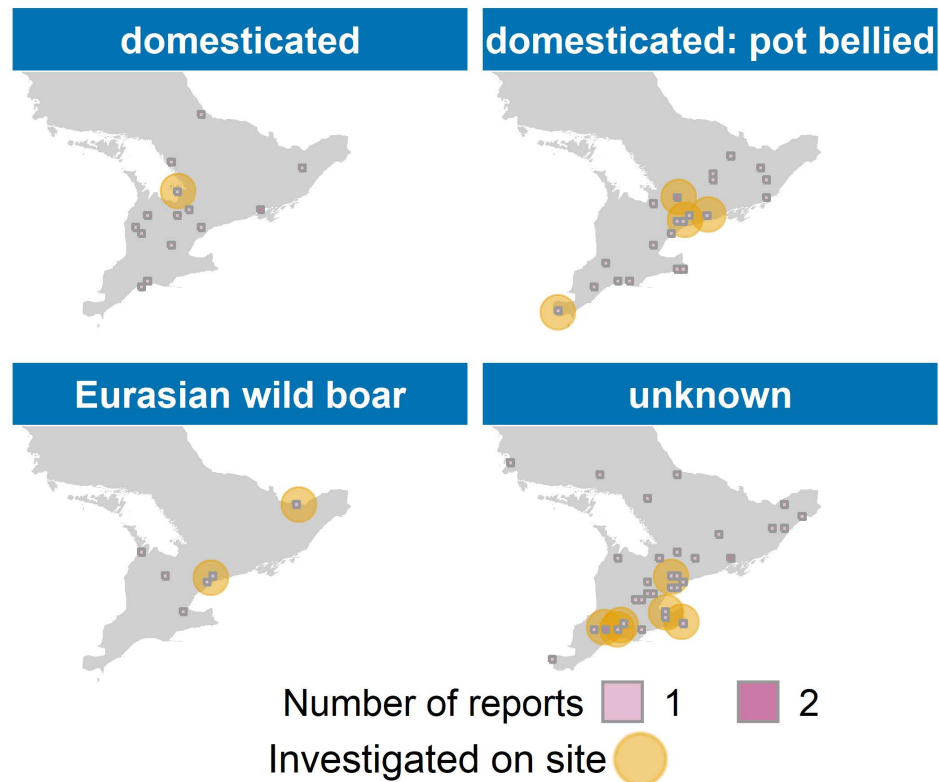 domesticated
domesticated: pot bellied
Eurasian wild boar
unknown
Number of reports 1 2
Investigated on site